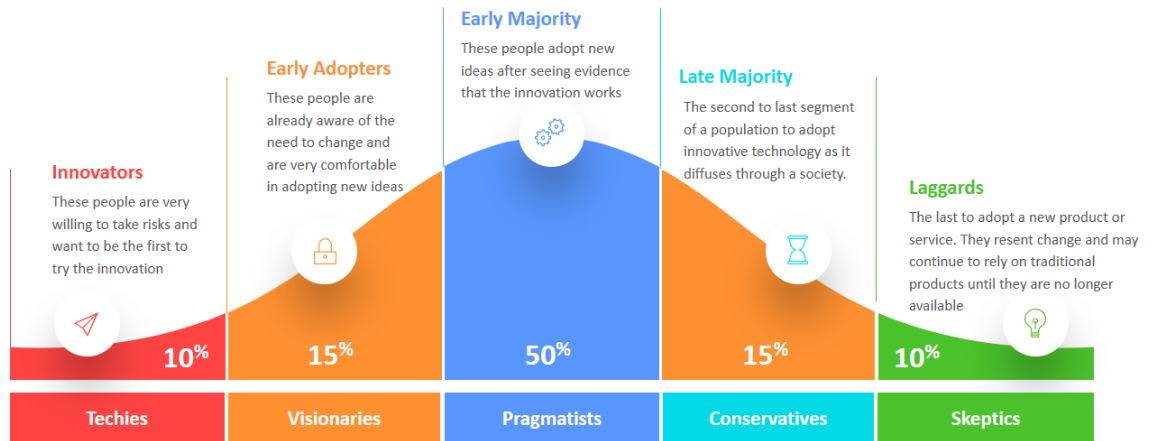 Early Majority
These people adopt new
ideas after seeing evidence
that the innovation works
Early Adopters
These people are
already aware of the
need to change and
are very comfortable
in adopting new ideas
Late Majority
The second to last segment
of a population to adopt
innovative technology as it
diffuses through a society.
Innovators
These people are very
willing to take risks and
want to be the first to
try the innovation
Laggards
The last to adopt a new product or
service. They resent change and may
continue to rely on traditional
products until they are no longer
available
10%
15%
50%
15%
10%
Techies
Visionaries
Pragmatists
Conservatives
Skeptics